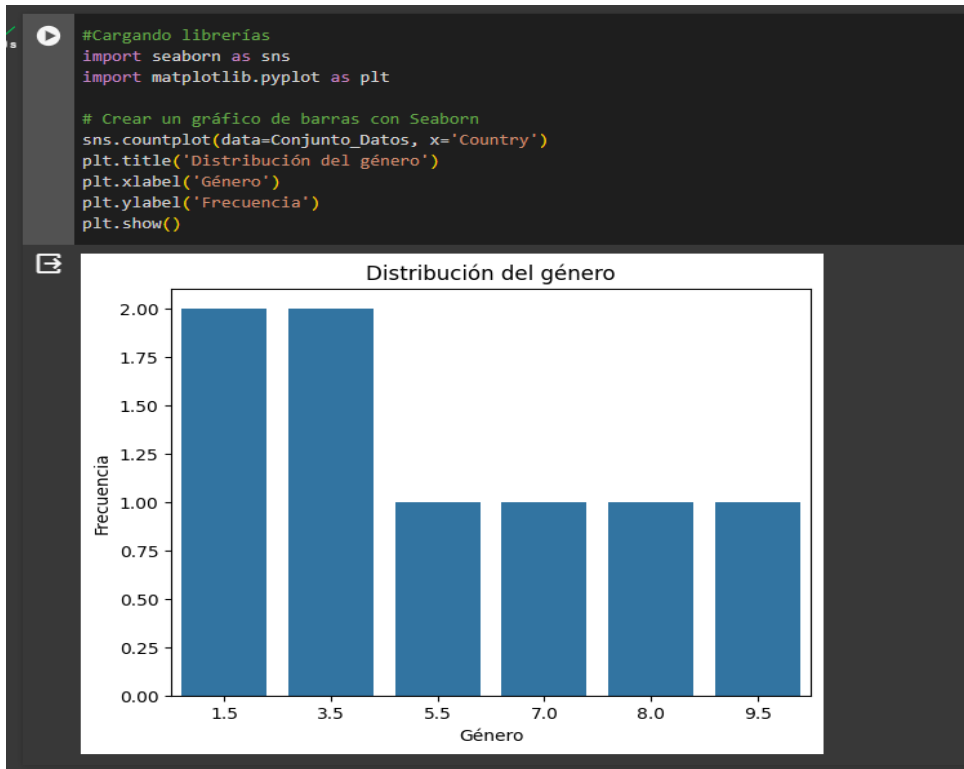 #Cargando librerías
import seaborn as sns
import matplotlib.pyplot as plt
# Crear un gráfico de barras con Seaborn
sns.countplot(data=Conjunto_Datos, x='Country')
plt.title('Distribución del género')
plt.xlabel('Género')
plt.ylabel('Frecuencia')
plt.show()
Distribución del género
2.00
1.75
1.50
1.25
1.00
0.75
0.50
0.25
0.00
Frecuencia
1.5 3.5 5.5 7.0 8.0 9.5
Género